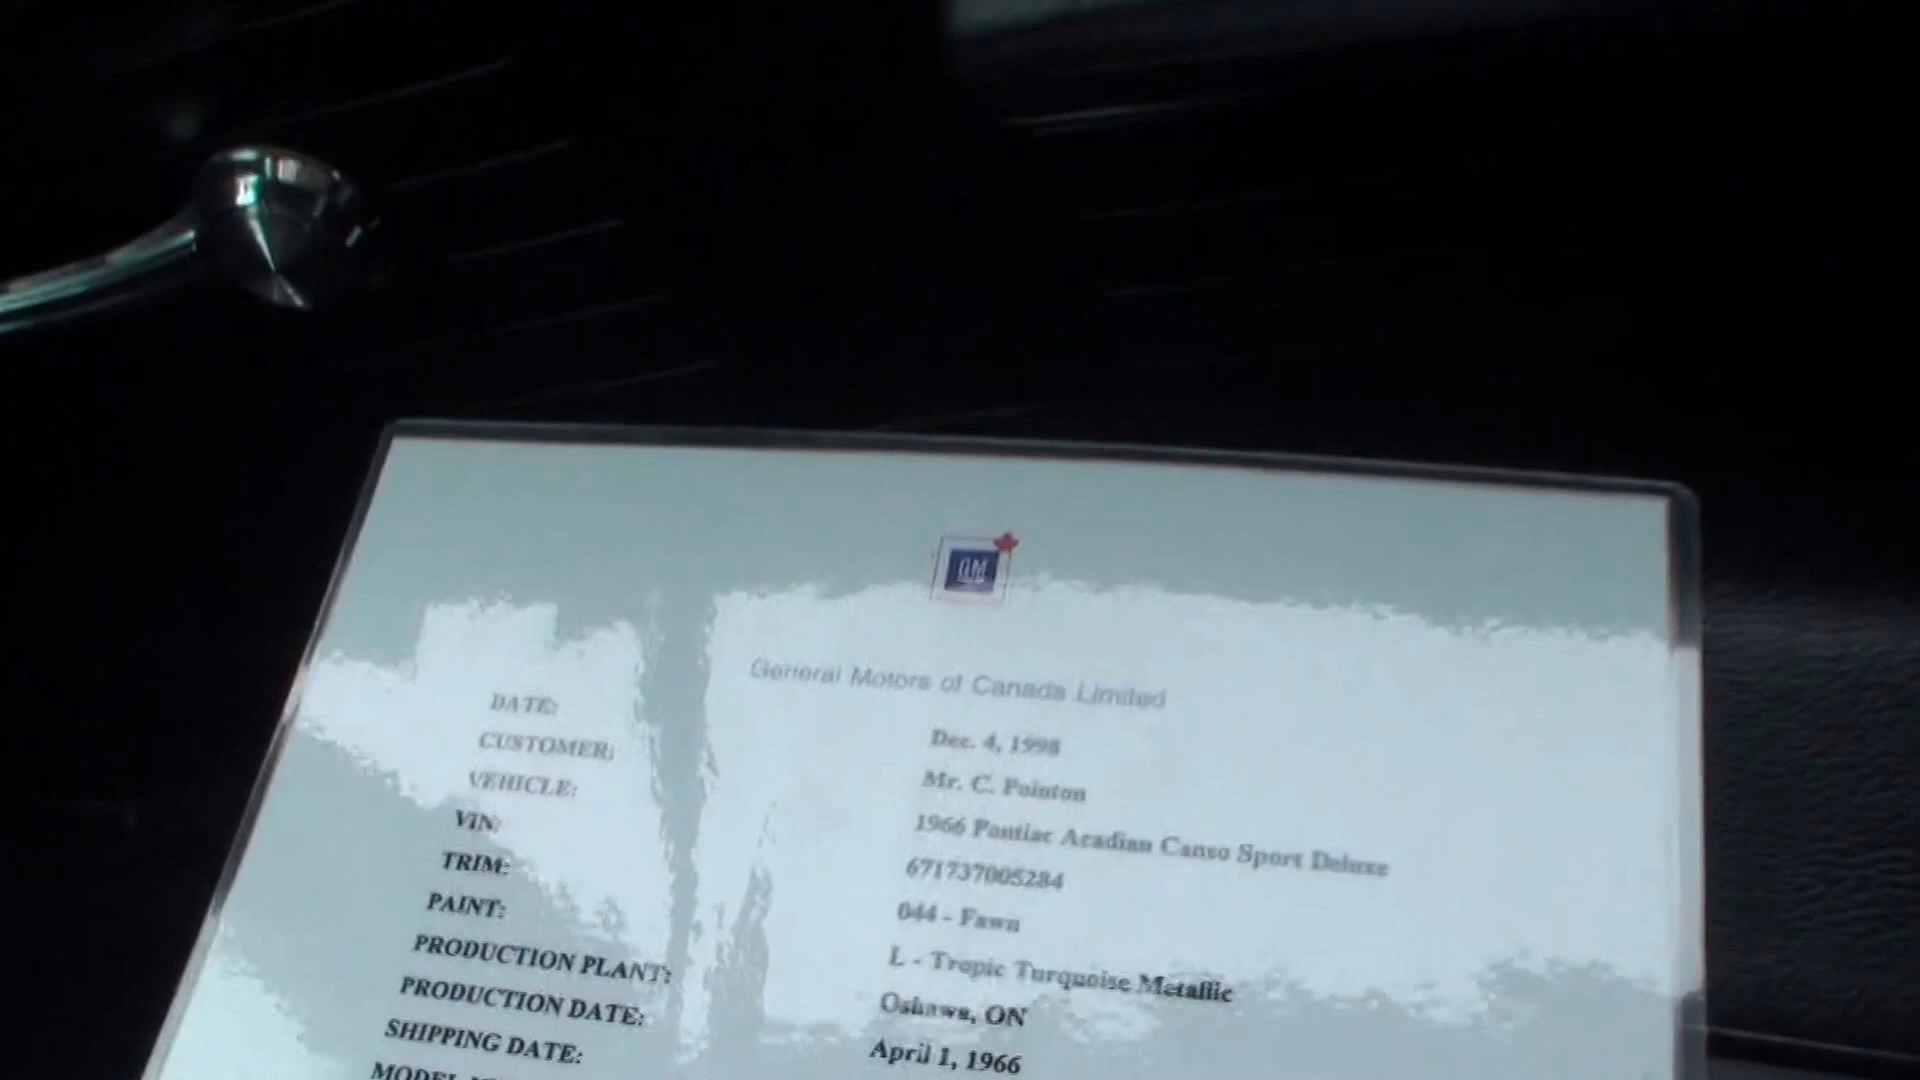 GM
General Motors of Canada Limited
DATE: Dec. 4, 1998
CUSTOMER: Mr. C. Pointon
VEHICLE: 1966 Pontiac Acadian Canso Sport Deluxe
VIN: 671737005284
TRIM: 044 - Fawn
PAINT: L - Tropic Turquoise Metallic
PRODUCTION PLANT: Oshawa, ON
PRODUCTION DATE: April 1, 1966
SHIPPING DATE:
MODEL